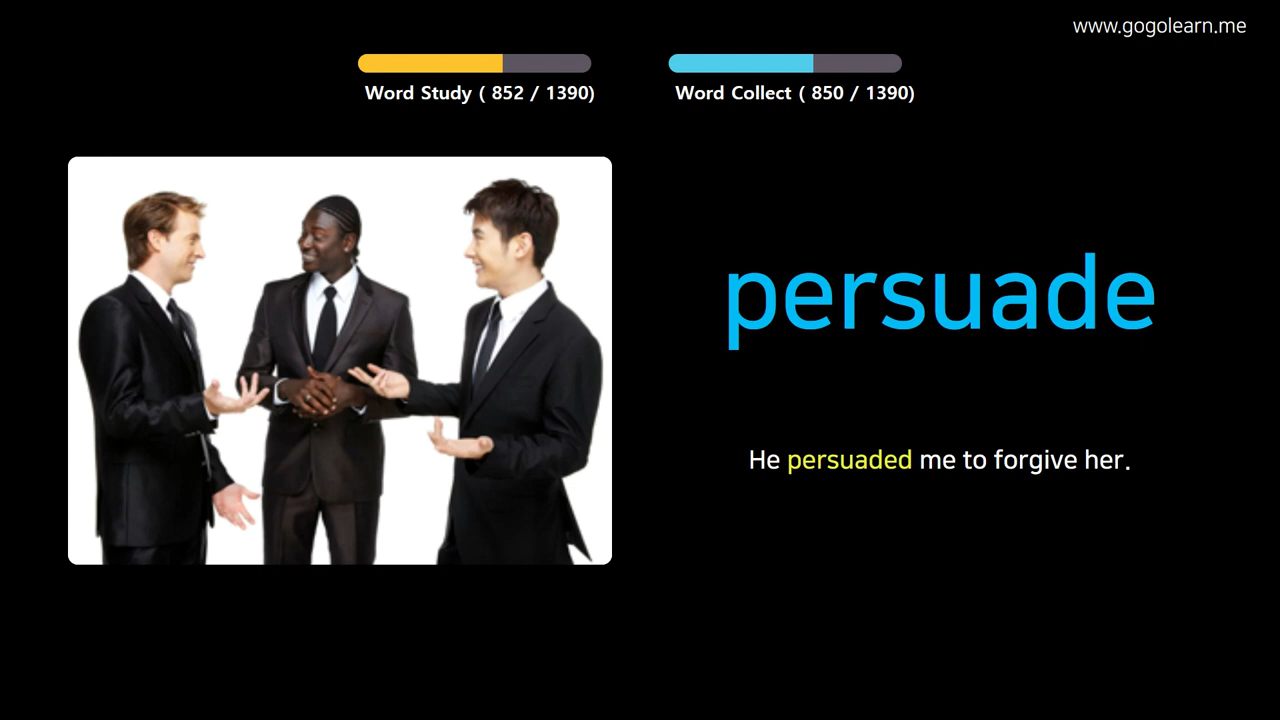 www.gogolearn.me
Word Study ( 852 / 1390)
Word Collect ( 850 / 1390)
persuade
He persuaded me to forgive her.